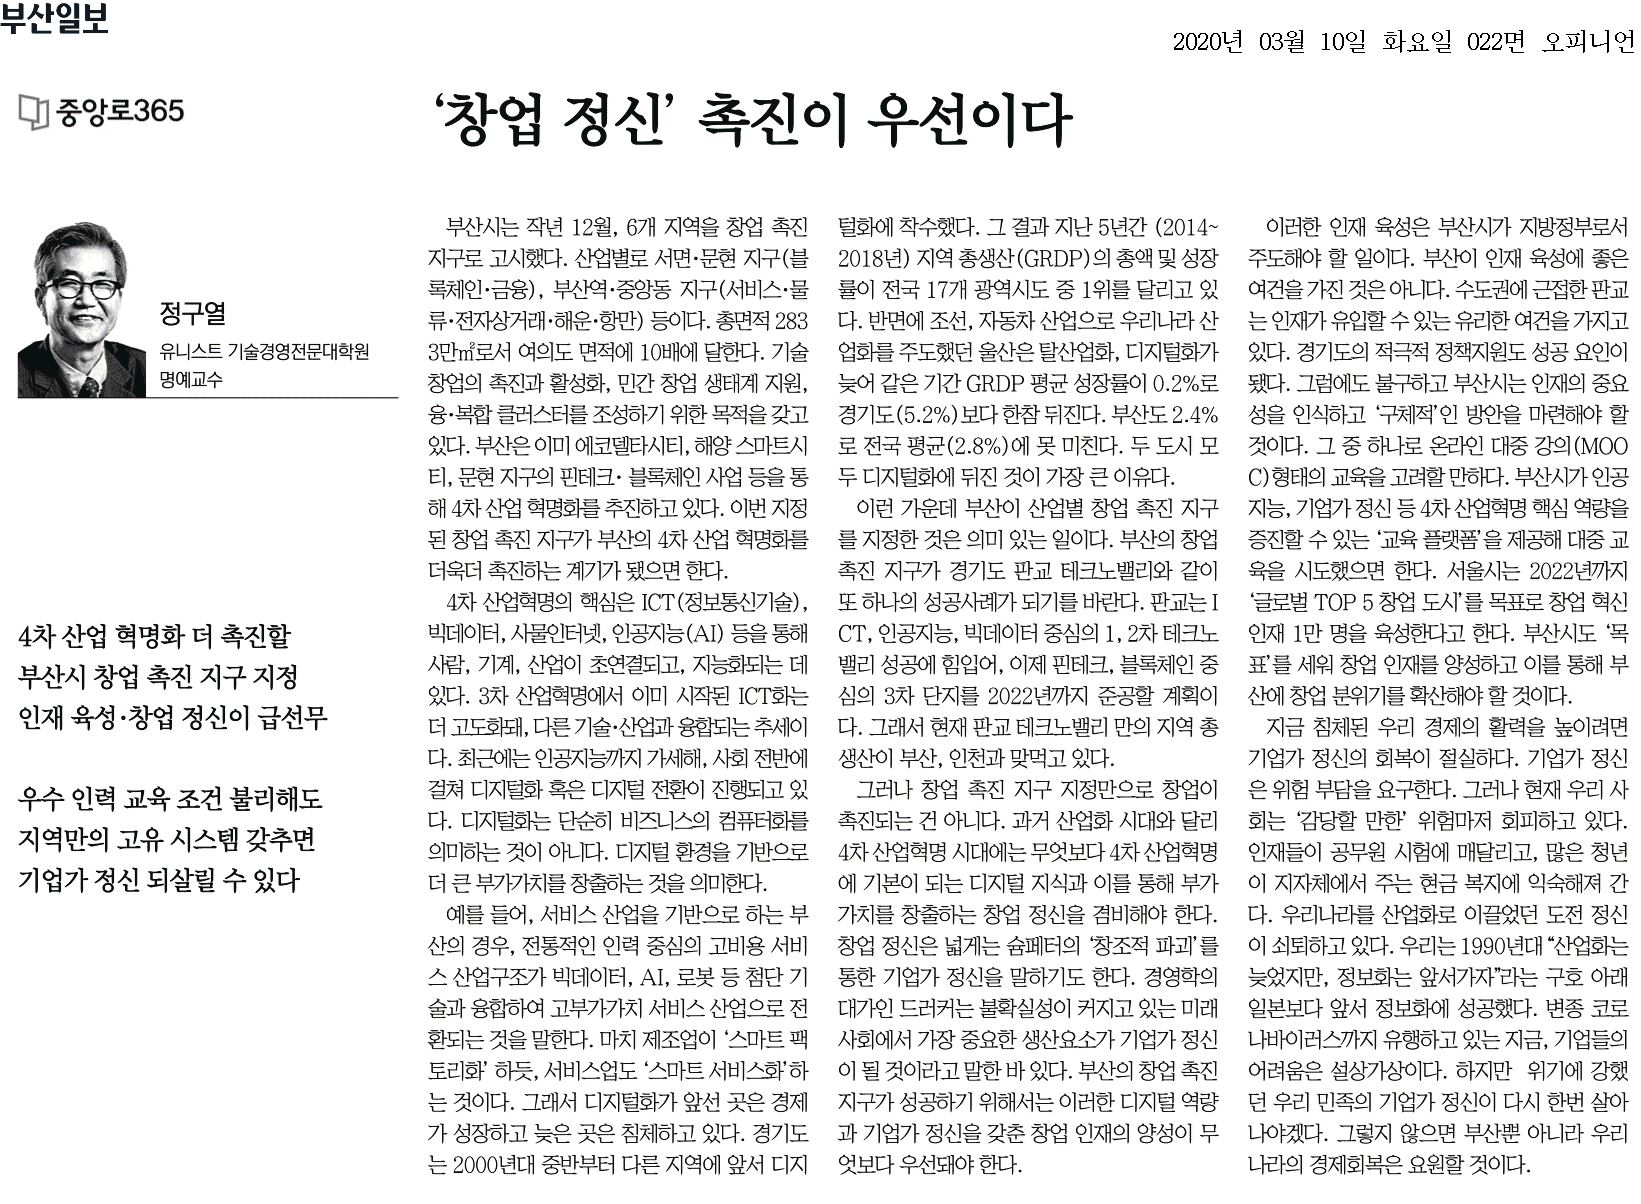 부산일보
2020년 03월 10일 화요일 022면 오피니언
중앙로365
‘창업 정신’ 촉진이 우선이다
정구열
유니스트 기술경영전문대학원
명예교수
4차 산업 혁명화 더 촉진할
부산시 창업 촉진 지구 지정
인재 육성·창업 정신이 급선무
우수 인력 교육 조건 불리해도
지역만의 고유 시스템 갖추면
기업가 정신 되살릴 수 있다
부산시는 작년 12월, 6개 지역을 창업 촉진
지구로 고시했다. 산업별로 서면·문현 지구(블
록체인·금융), 부산역·중앙동 지구(서비스·물
류·전자상거래·해운·항만) 등이다. 총면적 283
3만㎡로서 여의도 면적에 10배에 달한다. 기술
창업의 촉진과 활성화, 민간 창업 생태계 지원,
융·복합 클러스터를 조성하기 위한 목적을 갖고
있다. 부산은 이미 에코델타시티, 해양 스마트시
티, 문현 지구의 핀테크· 블록체인 사업 등을 통
해 4차 산업 혁명화를 추진하고 있다. 이번 지정
된 창업 촉진 지구가 부산의 4차 산업 혁명화를
더욱더 촉진하는 계기가 됐으면 한다.
4차 산업혁명의 핵심은 ICT(정보통신기술),
빅데이터, 사물인터넷, 인공지능(AI) 등을 통해
사람, 기계, 산업이 초연결되고, 지능화되는 데
있다. 3차 산업혁명에서 이미 시작된 ICT화는
더 고도화돼, 다른 기술·산업과 융합되는 추세이
다. 최근에는 인공지능까지 가세해, 사회 전반에
걸쳐 디지털화 혹은 디지털 전환이 진행되고 있
다. 디지털화는 단순히 비즈니스의 컴퓨터화를
의미하는 것이 아니다. 디지털 환경을 기반으로
더 큰 부가가치를 창출하는 것을 의미한다.
예를 들어, 서비스 산업을 기반으로 하는 부
산의 경우, 전통적인 인력 중심의 고비용 서비
스 산업구조가 빅데이터, AI, 로봇 등 첨단 기
술과 융합하여 고부가가치 서비스 산업으로 전
환되는 것을 말한다. 마치 제조업이 ‘스마트 팩
토리화’ 하듯, 서비스업도 ‘스마트 서비스화’하
는 것이다. 그래서 디지털화가 앞선 곳은 경제
가 성장하고 늦은 곳은 침체하고 있다. 경기도
는 2000년대 중반부터 다른 지역에 앞서 디지
털화에 착수했다. 그 결과 지난 5년간 (2014~
2018년) 지역 총생산(GRDP)의 총액 및 성장
률이 전국 17개 광역시도 중 1위를 달리고 있
다. 반면에 조선, 자동차 산업으로 우리나라 산
업화를 주도했던 울산은 탈산업화, 디지털화가
늦어 같은 기간 GRDP 평균 성장률이 0.2%로
경기도(5.2%)보다 한참 뒤진다. 부산도 2.4%
로 전국 평균(2.8%)에 못 미친다. 두 도시 모
두 디지털화에 뒤진 것이 가장 큰 이유다.
이런 가운데 부산이 산업별 창업 촉진 지구
를 지정한 것은 의미 있는 일이다. 부산의 창업
촉진 지구가 경기도 판교 테크노밸리와 같이
또 하나의 성공사례가 되기를 바란다. 판교는 I
CT, 인공지능, 빅데이터 중심의 1, 2차 테크노
밸리 성공에 힘입어, 이제 핀테크, 블록체인 중
심의 3차 단지를 2022년까지 준공할 계획이
다. 그래서 현재 판교 테크노밸리 만의 지역 총
생산이 부산, 인천과 맞먹고 있다.
그러나 창업 촉진 지구 지정만으로 창업이
촉진되는 건 아니다. 과거 산업화 시대와 달리
4차 산업혁명 시대에는 무엇보다 4차 산업혁명
에 기본이 되는 디지털 지식과 이를 통해 부가
가치를 창출하는 창업 정신을 겸비해야 한다.
창업 정신은 넓게는 슘페터의 ‘창조적 파괴’를
통한 기업가 정신을 말하기도 한다. 경영학의
대가인 드러커는 불확실성이 커지고 있는 미래
사회에서 가장 중요한 생산요소가 기업가 정신
이 될 것이라고 말한 바 있다. 부산의 창업 촉진
지구가 성공하기 위해서는 이러한 디지털 역량
과 기업가 정신을 갖춘 창업 인재의 양성이 무
엇보다 우선돼야 한다.
이러한 인재 육성은 부산시가 지방정부로서
주도해야 할 일이다. 부산이 인재 육성에 좋은
여건을 가진 것은 아니다. 수도권에 근접한 판교
는 인재가 유입할 수 있는 유리한 여건을 가지고
있다. 경기도의 적극적 정책지원도 성공 요인이
됐다. 그럼에도 불구하고 부산시는 인재의 중요
성을 인식하고 ‘구체적’인 방안을 마련해야 할
것이다. 그 중 하나로 온라인 대중 강의(MOO
C)형태의 교육을 고려할 만하다. 부산시가 인공
지능, 기업가 정신 등 4차 산업혁명 핵심 역량을
증진할 수 있는 ‘교육 플랫폼’을 제공해 대중 교
육을 시도했으면 한다. 서울시는 2022년까지
‘글로벌 TOP 5 창업 도시’를 목표로 창업 혁신
인재 1만 명을 육성한다고 한다. 부산시도 ‘목
표’를 세워 창업 인재를 양성하고 이를 통해 부
산에 창업 분위기를 확산해야 할 것이다.
지금 침체된 우리 경제의 활력을 높이려면
기업가 정신의 회복이 절실하다. 기업가 정신
은 위험 부담을 요구한다. 그러나 현재 우리 사
회는 ‘감당할 만한’ 위험마저 회피하고 있다.
인재들이 공무원 시험에 매달리고, 많은 청년
이 지자체에서 주는 현금 복지에 익숙해져 간
다. 우리나라를 산업화로 이끌었던 도전 정신
이 쇠퇴하고 있다. 우리는 1990년대 “산업화는
늦었지만, 정보화는 앞서가자”라는 구호 아래
일본보다 앞서 정보화에 성공했다. 변종 코로
나바이러스까지 유행하고 있는 지금, 기업들의
어려움은 설상가상이다. 하지만 위기에 강했
던 우리 민족의 기업가 정신이 다시 한번 살아
나야겠다. 그렇지 않으면 부산뿐 아니라 우리
나라의 경제회복은 요원할 것이다.